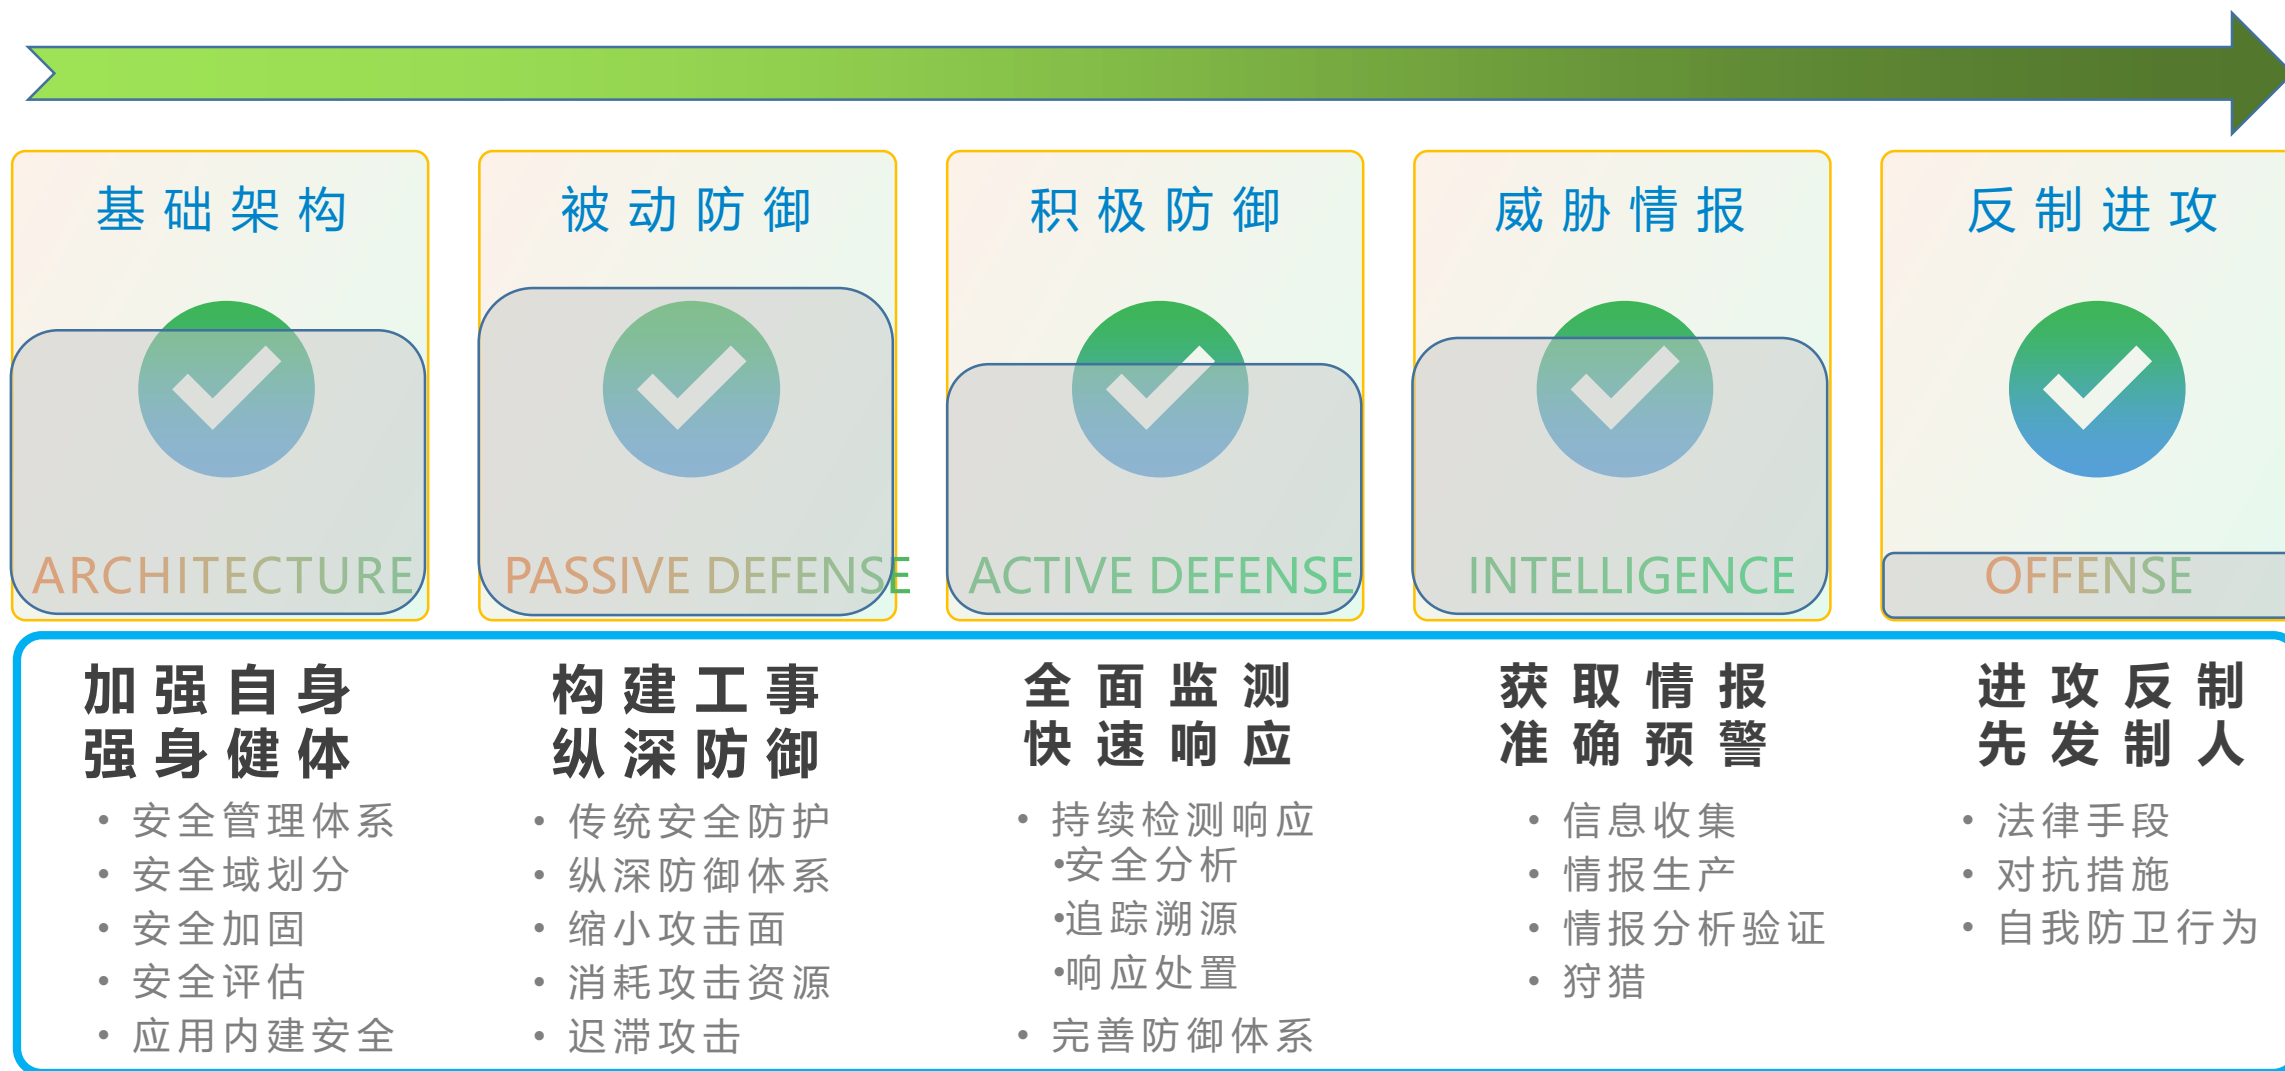 基础架构
ARCHITECTURE
加强自身
强身健体
• 安全管理体系
• 安全域划分
• 安全加固
• 安全评估
• 应用内建安全
被动防御
PASSIVE DEFENSE
构建工事
纵深防御
• 传统安全防护
• 纵深防御体系
• 缩小攻击面
• 消耗攻击资源
• 迟滞攻击
积极防御
ACTIVE DEFENSE
全面监测
快速响应
• 持续检测响应
•安全分析
•追踪溯源
•响应处置
• 完善防御体系
威胁情报
INTELLIGENCE
获取情报
准确预警
• 信息收集
• 情报生产
• 情报分析验证
• 狩猎
反制进攻
OFFENSE
进攻反制
先发制人
• 法律手段
• 对抗措施
• 自我防卫行为